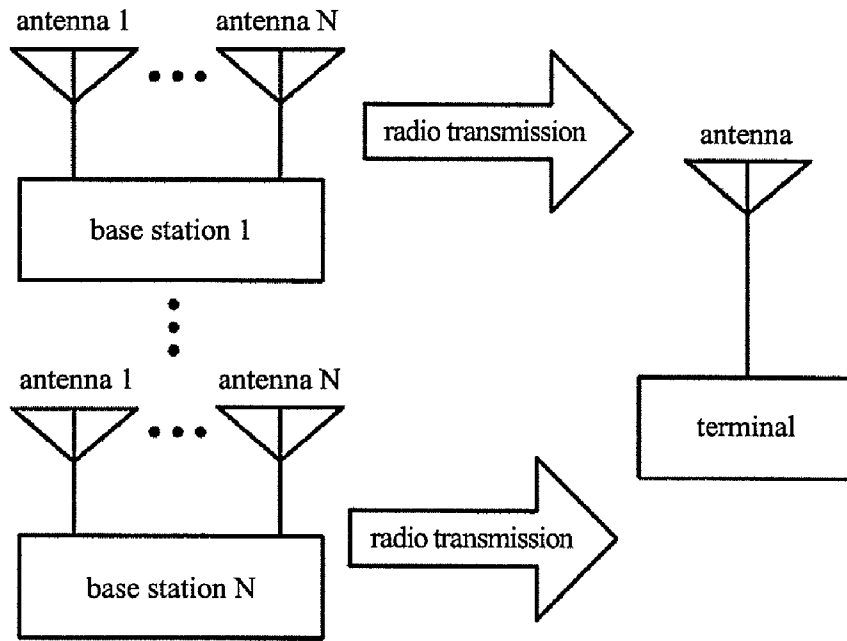 antenna 1
antenna N
radio transmission
antenna
base station 1
antenna 1
antenna N
terminal
radio transmission
base station N